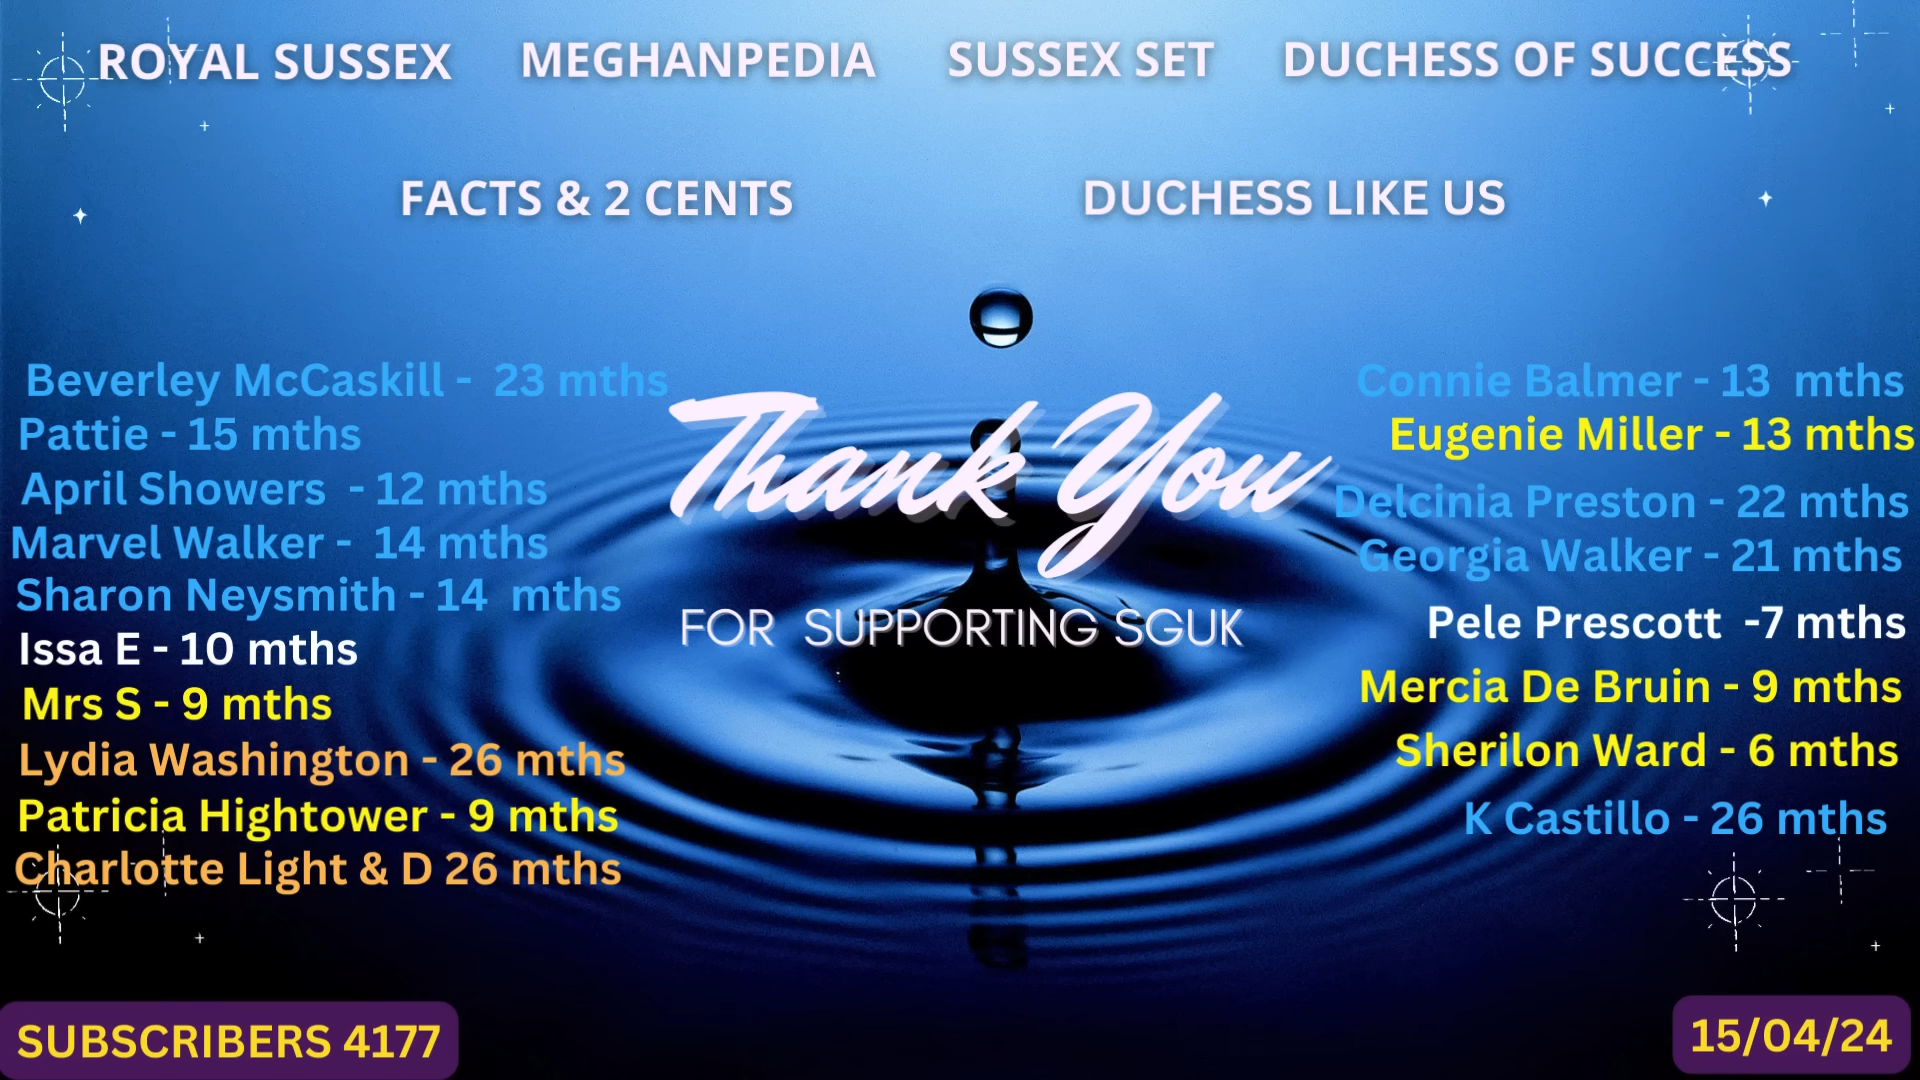 ROYAL SUSSEX MEGHANPEDIA SUSSEX SET DUCHESS OF SUCCESS
FACTS & 2 CENTS DUCHESS LIKE US
Beverley McCaskill - 23 mths
Pattie - 15 mths
April Showers - 12 mths
Marvel Walker - 14 mths
Sharon Neysmith - 14 mths
Issa E - 10 mths
Mrs S - 9 mths
Lydia Washington - 26 mths
Patricia Hightower - 9 mths
Charlotte Light & D 26 mths
Thank You
FOR SUPPORTING SGUK
Connie Balmer - 13 mths
Eugenie Miller - 13 mths
Delcinia Preston - 22 mths
Georgia Walker - 21 mths
Pele Prescott -7 mths
Mercia De Bruin - 9 mths
Sherilon Ward - 6 mths
K Castillo - 26 mths
SUBSCRIBERS 4177
15/04/24